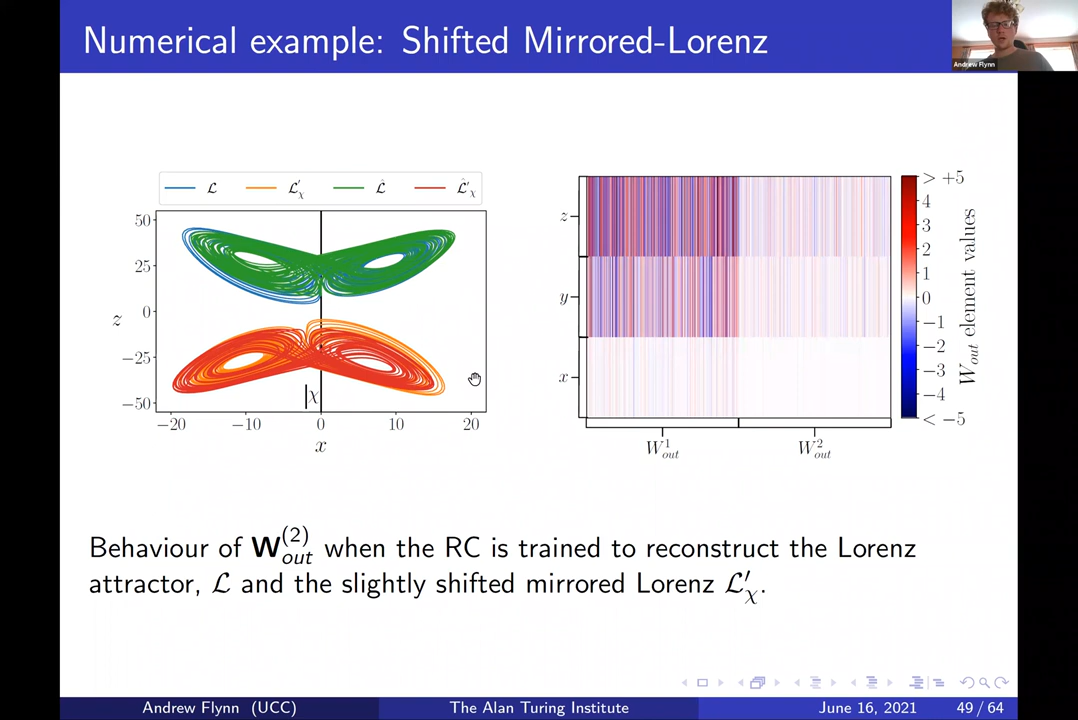 Numerical example: Shifted Mirrored-Lorenz
Andrew Flynn
ℒ ℒ′χ ℒ̂ ℒ̂′χ
50
25
0
−25
−50
z
−20 −10 0 10 20
x
χ
z
y
x
W¹out W²out
> +5
4
3
2
1
0
−1
−2
−3
−4
< −5
Wout element values
Behaviour of W(2)out when the RC is trained to reconstruct the Lorenz
attractor, ℒ and the slightly shifted mirrored Lorenz ℒ′χ.
Andrew Flynn (UCC) The Alan Turing Institute June 16, 2021 49 / 64